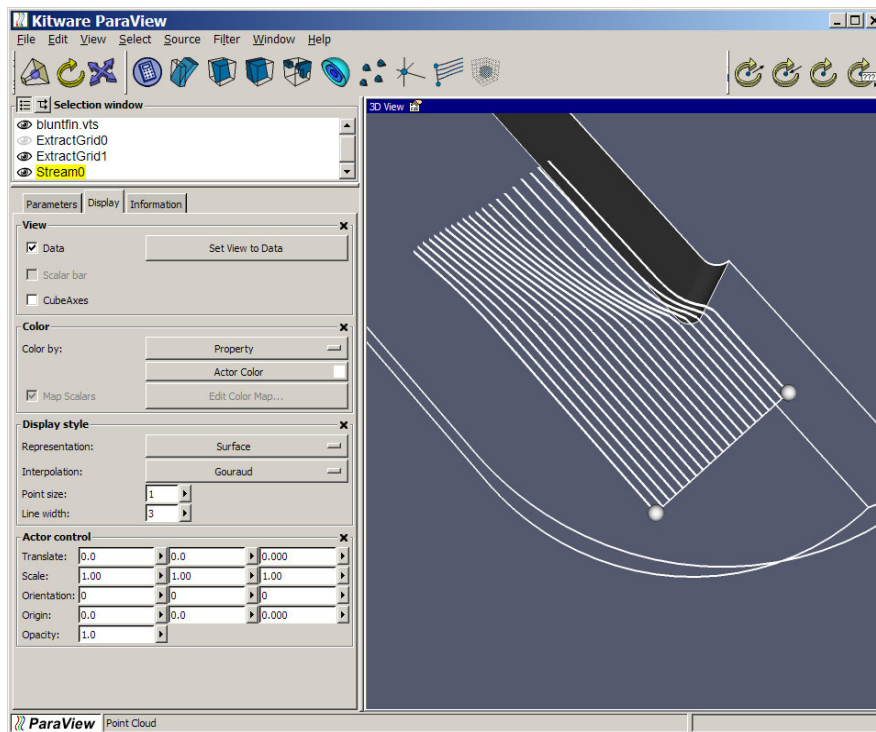 Kitware ParaView
File Edit View Select Source Filter Window Help
Selection window
bluntfin.vts
ExtractGrid0
ExtractGrid1
Stream0
3D View
Parameters Display Information
View x
Data Set View to Data
Scalar bar
CubeAxes
Color x
Color by: Property
Actor Color
Map Scalars Edit Color Map...
Display style x
Representation: Surface
Interpolation: Gouraud
Point size: 1
Line width: 3
Actor control x
Translate: 0.0 0.0 0.000
Scale: 1.00 1.00 1.00
Orientation: 0 0 0
Origin: 0.0 0.0 0.000
Opacity: 1.0
ParaView Point Cloud